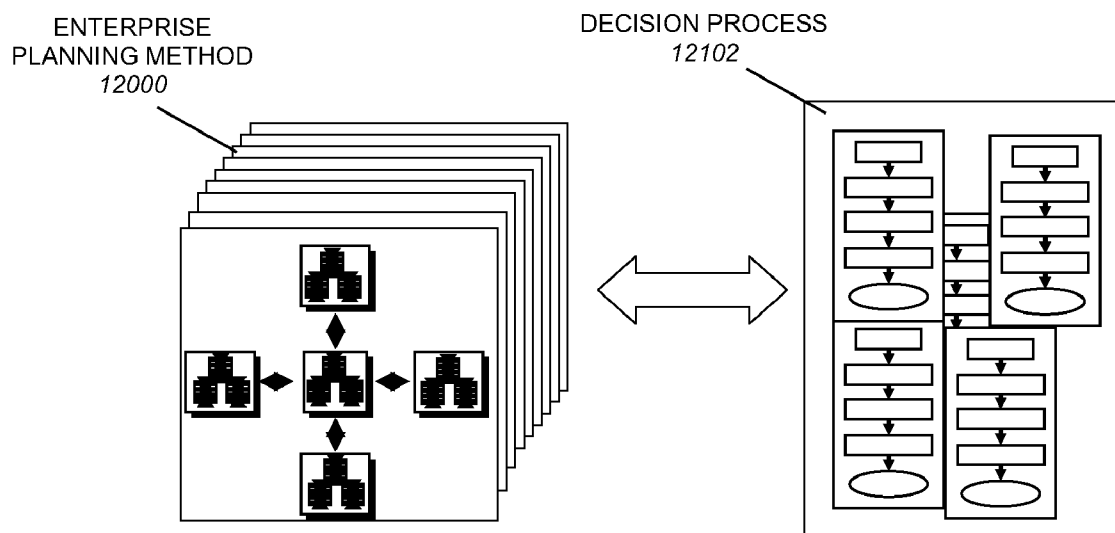 ENTERPRISE
PLANNING METHOD
12000
DECISION PROCESS
12102